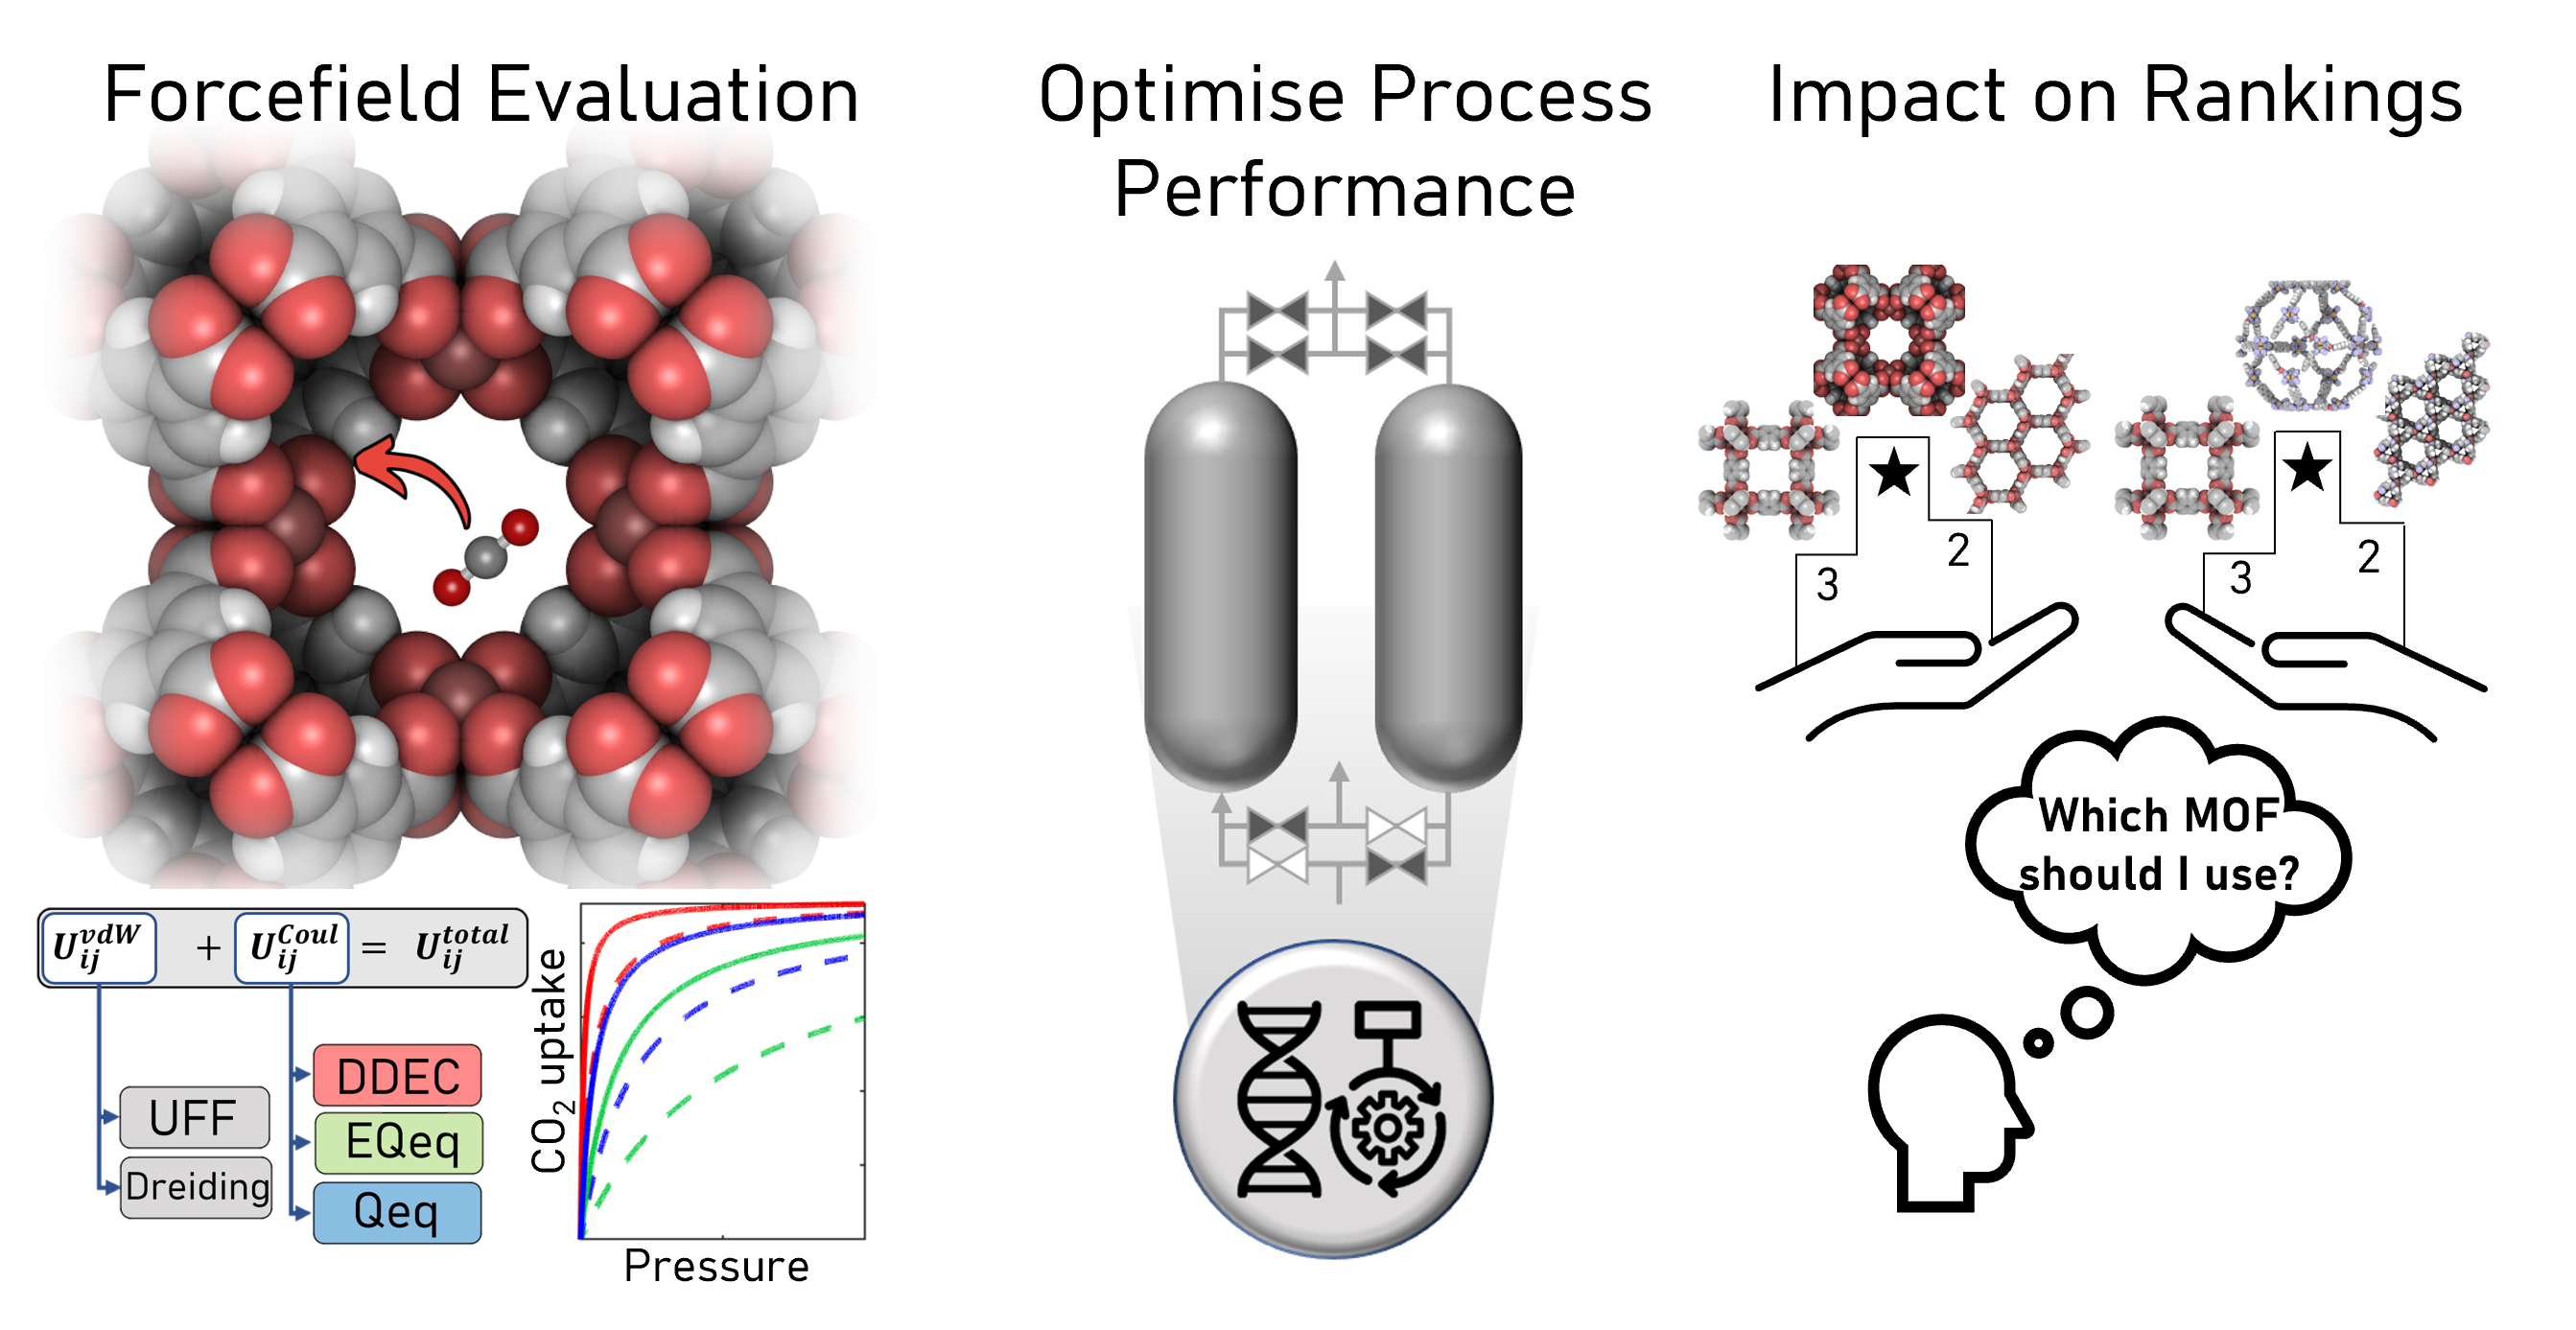 Forcefield Evaluation
U_{ij}^{vdW} + U_{ij}^{Coul} = U_{ij}^{total}
UFF
Dreiding
DDEC
EQeq
Qeq
CO₂ uptake
Pressure
Optimise Process
Performance
Impact on Rankings
3
2
3
2
Which MOF
should I use?